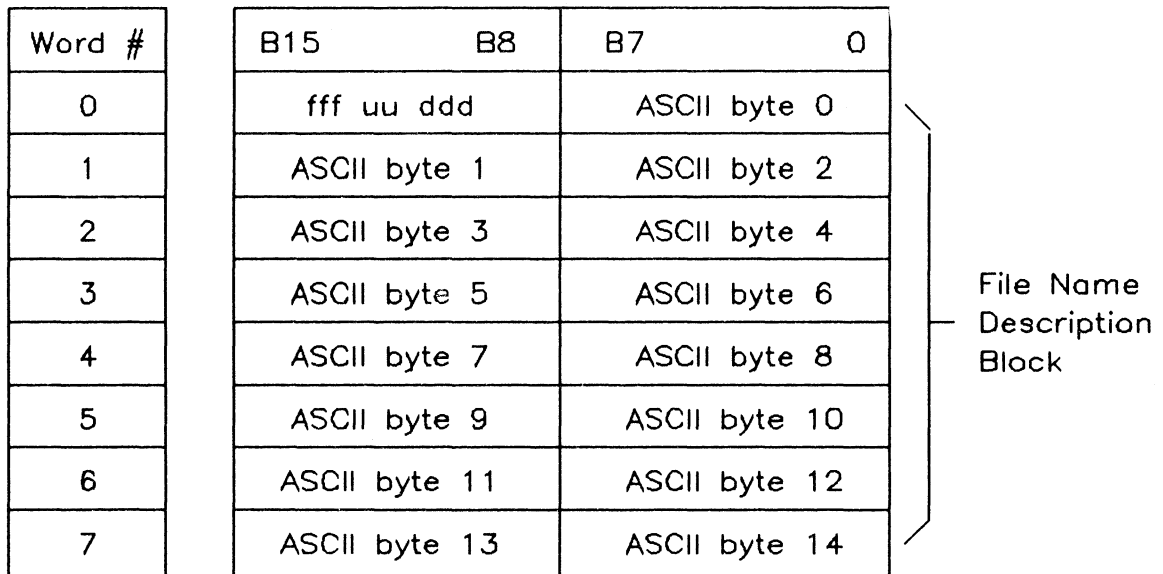 Word # B15 B8 B7 0
0 fff uu ddd ASCII byte 0
1 ASCII byte 1 ASCII byte 2
2 ASCII byte 3 ASCII byte 4
3 ASCII byte 5 ASCII byte 6
4 ASCII byte 7 ASCII byte 8
5 ASCII byte 9 ASCII byte 10
6 ASCII byte 11 ASCII byte 12
7 ASCII byte 13 ASCII byte 14
File Name
Description
Block